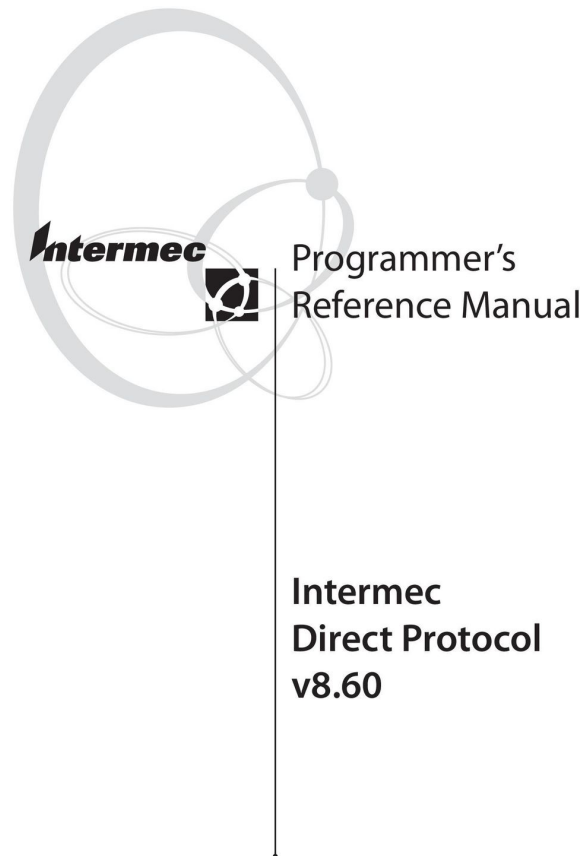 Intermec
Programmer's
Reference Manual
Intermec
Direct Protocol
v8.60